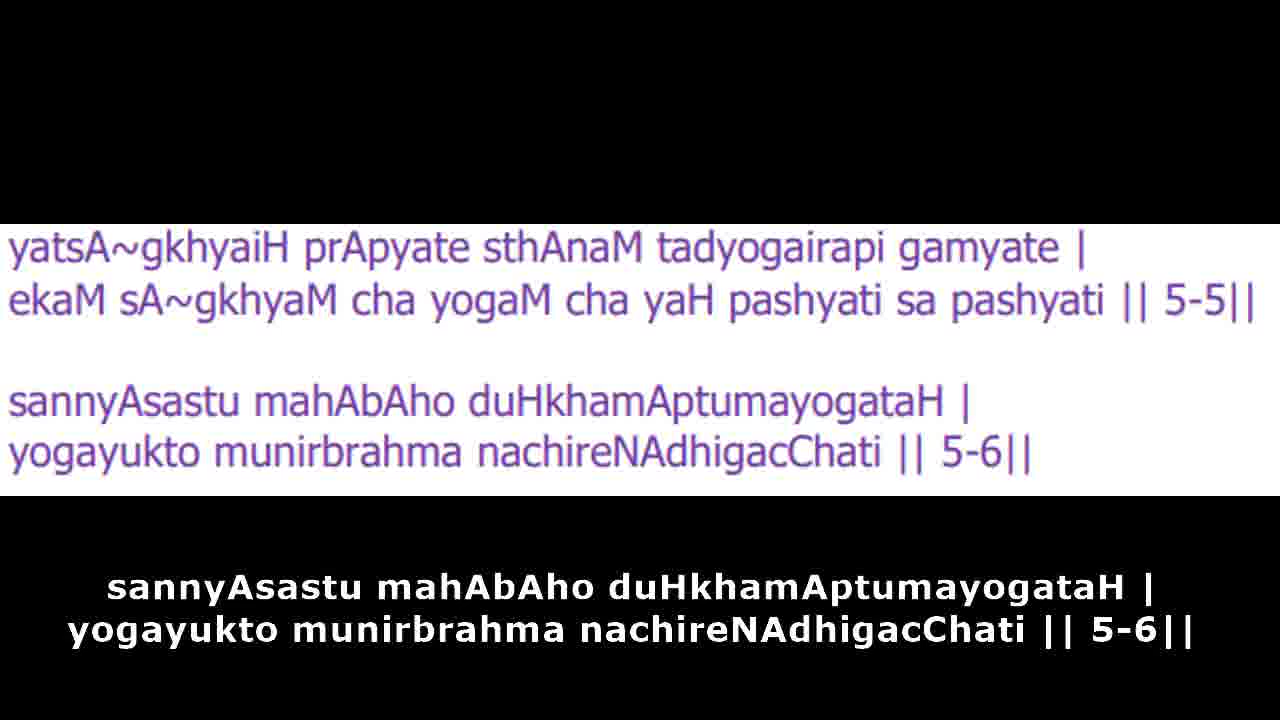 yatsA~gkhyaiH prApyate sthAnaM tadyogairapi gamyate |
ekaM sA~gkhyaM cha yogaM cha yaH pashyati sa pashyati || 5-5||
sannyAsastu mahAbAho duHkhamAptumayogataH |
yogayukto munirbrahma nachireNAdhigacChati || 5-6||
sannyAsastu mahAbAho duHkhamAptumayogataH |
yogayukto munirbrahma nachireNAdhigacChati || 5-6||